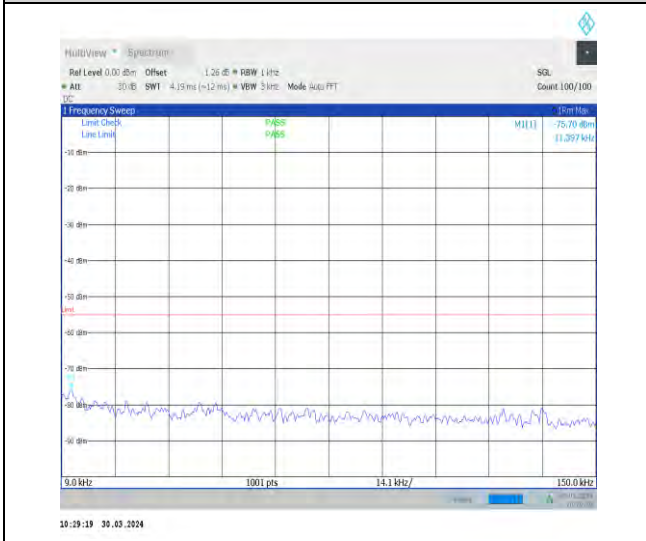 MultiView Spectrum
Ref Level 0.00 dBm Offset 1.26 dB RBW 1 kHz SGL
Att 30 dB SWT 4.19 ms (~12 ms) VBW 3 kHz Mode Auto FFT Count 100/100
DC
1 Frequency Sweep 1Rm Max
Limit Check PASS M1[1] -75.70 dBm
Line Limit PASS 11.397 kHz
-10 dBm
-20 dBm
-30 dBm
-40 dBm
-50 dBm
Limit
-60 dBm
-70 dBm
-80 dBm
-90 dBm
9.0 kHz 1001 pts 14.1 kHz/ 150.0 kHz
10:29:19 30.03.2024